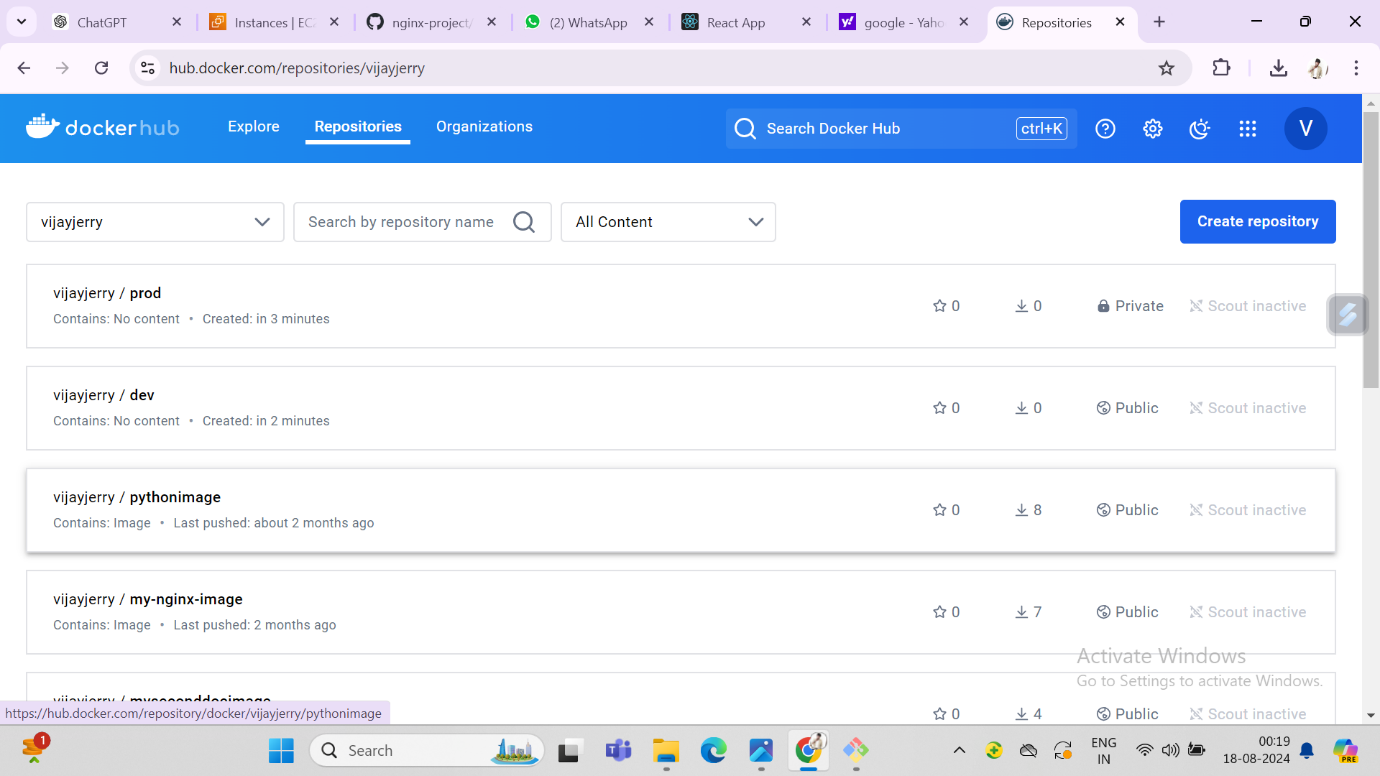 ChatGPT
Instances | EC
nginx-project/
(2) WhatsApp
React App
google - Yaho
Repositories
hub.docker.com/repositories/vijayjerry
dockerhub Explore Repositories Organizations Search Docker Hub ctrl+K V
vijayjerry Search by repository name All Content Create repository
vijayjerry / prod
Contains: No content • Created: in 3 minutes
0 0 Private Scout inactive
vijayjerry / dev
Contains: No content • Created: in 2 minutes
0 0 Public Scout inactive
vijayjerry / pythonimage
Contains: Image • Last pushed: about 2 months ago
0 8 Public Scout inactive
vijayjerry / my-nginx-image
Contains: Image • Last pushed: 2 months ago
0 7 Public Scout inactive
Activate Windows
Go to Settings to activate Windows.
vijayjerry /
0 4 Public Scout inactive
https://hub.docker.com/repository/docker/vijayjerry/pythonimage
1
Search
ENG
IN
00:19
18-08-2024
PRE